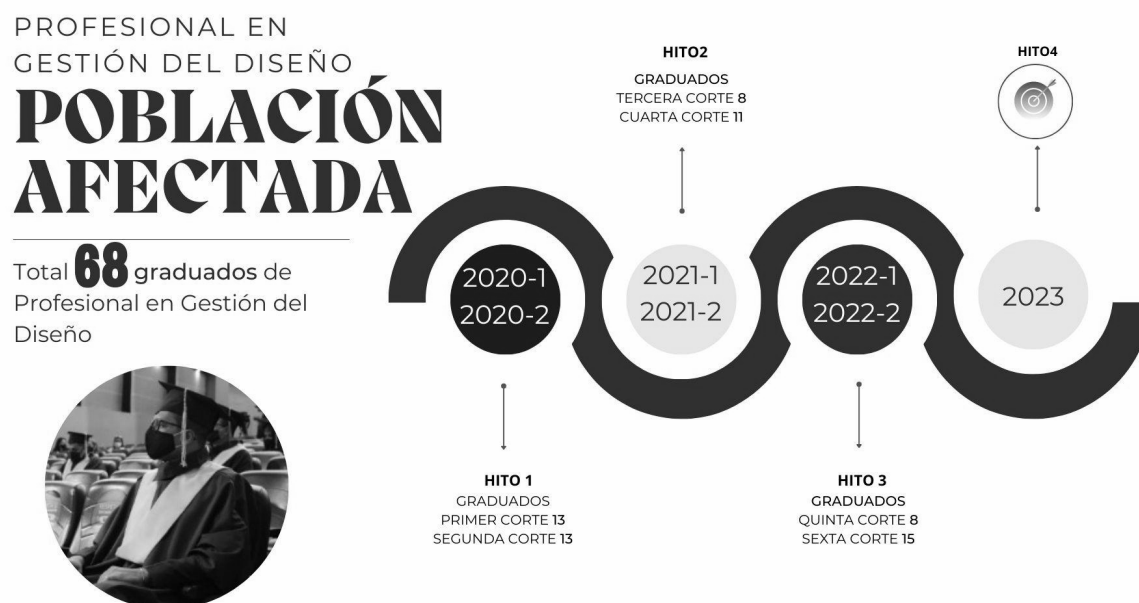 PROFESIONAL EN
GESTIÓN DEL DISEÑO
POBLACIÓN
AFECTADA
Total 68 graduados de
Profesional en Gestión del
Diseño
HITO2
GRADUADOS
TERCERA CORTE 8
CUARTA CORTE 11
HITO4
2020-1
2020-2
2021-1
2021-2
2022-1
2022-2
2023
HITO 1
GRADUADOS
PRIMER CORTE 13
SEGUNDA CORTE 13
HITO 3
GRADUADOS
QUINTA CORTE 8
SEXTA CORTE 15